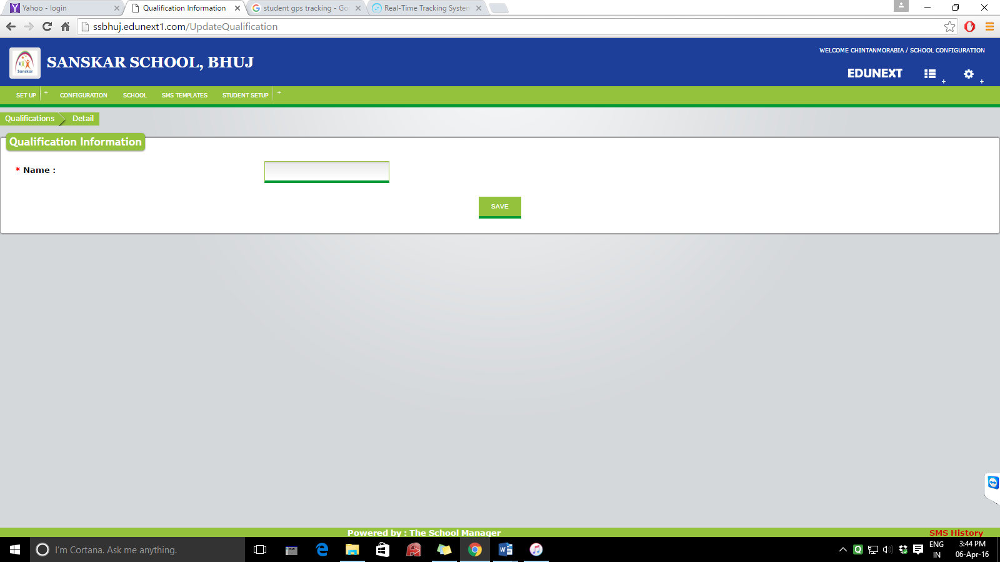 Yahoo - login
Qualification Information
student gps tracking - Go
Real-Time Tracking System
ssbhuj.edunext1.com/UpdateQualification
Sanskar
SANSKAR SCHOOL, BHUJ
WELCOME CHINTANMORABIA / SCHOOL CONFIGURATION
EDUNEXT
+
+
SET UP
+
CONFIGURATION
SCHOOL
SMS TEMPLATES
STUDENT SETUP
+
Qualifications
Detail
Qualification Information
* Name :
SAVE
Powered by : The School Manager
SMS History
I'm Cortana. Ask me anything.
ENG
IN
3:44 PM
06-Apr-16